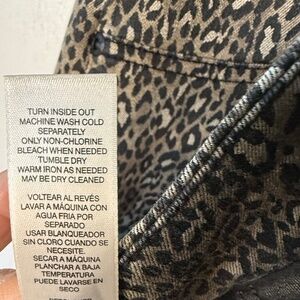 TURN INSIDE OUT
MACHINE WASH COLD
SEPARATELY
ONLY NON-CHLORINE
BLEACH WHEN NEEDED
TUMBLE DRY
WARM IRON AS NEEDED
MAY BE DRY CLEANED
VOLTEAR AL REVÉS
LAVAR A MÁQUINA CON
AGUA FRIA POR
SEPARADO
USAR BLANQUEADOR
SIN CLORO CUANDO SE
NECESITE.
SECAR A MÁQUINA
PLANCHAR A BAJA
TEMPERATURA
PUEDE LAVARSE EN
SECO